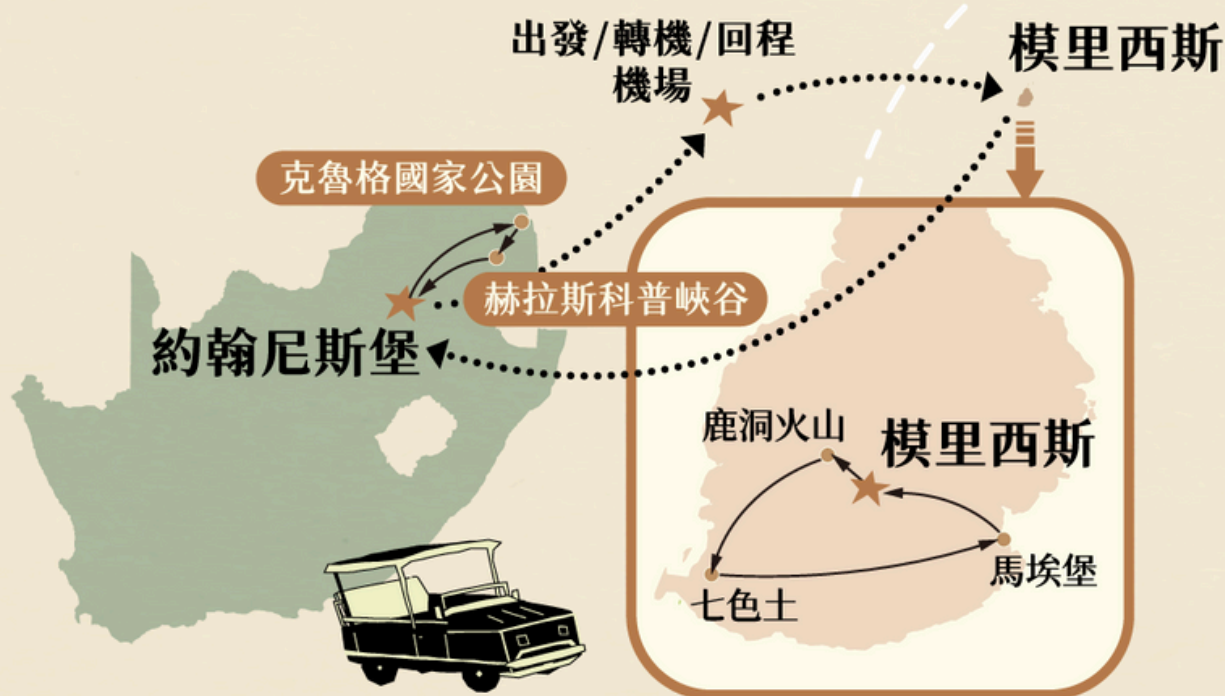 出發/轉機/回程
機場
模里西斯
克魯格國家公園
赫拉斯科普峽谷
約翰尼斯堡
鹿洞火山
模里西斯
馬埃堡
七色土